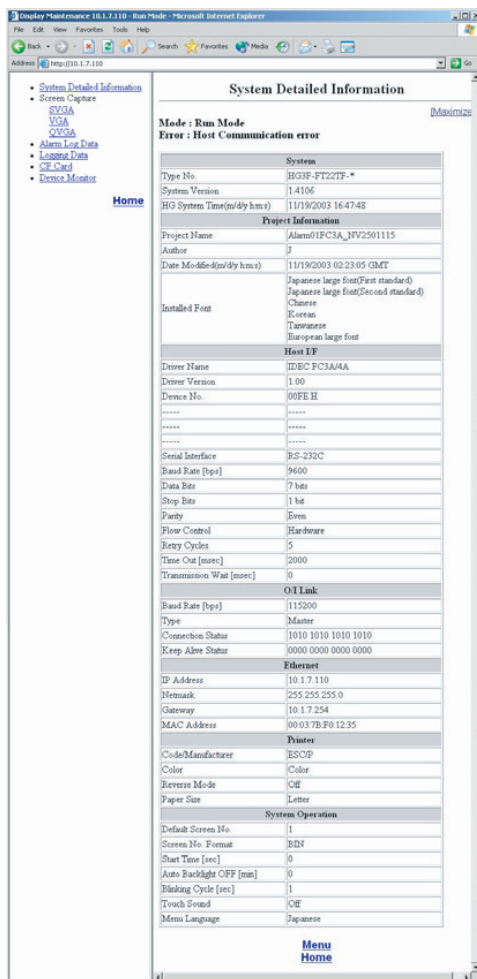 Display Maintenance 10.1.7.110 - Run Mode - Microsoft Internet Explorer
File Edit View Favorites Tools Help
Back Search Favorites Media
Address http://10.1.7.110 Go
System Detailed Information
Screen Capture
SVGA
VGA
QVGA
Alarm Log Data
Logging Data
CF Card
Device Monitor
Home
System Detailed Information
[Maximize
Mode : Run Mode
Error : Host Communication error
System
Type No. HG3F-FT22TF-*
System Version 1.4106
HG System Time(m/d/y h:m:s) 11/19/2003 16:47:48
Project Information
Project Name Alarm01FC3A_NV2501115
Author J
Date Modified(m/d/y h:m:s) 11/19/2003 02:23:05 GMT
Installed Font
Japanese large font(First standard)
Japanese large font(Second standard)
Chinese
Korean
Taiwanese
European large font
Host I/F
Driver Name IDEC FC3A/4A
Driver Version 1.00
Device No. 00FE H
----- -----
----- -----
----- -----
Serial Interface RS-232C
Baud Rate [bps] 9600
Data Bits 7 bits
Stop Bits 1 bit
Parity Even
Flow Control Hardware
Retry Cycles 5
Time Out [msec] 2000
Transmission Wait [msec] 0
O/I Link
Baud Rate [bps] 115200
Type Master
Connection Status 1010 1010 1010 1010
Keep Alive Status 0000 0000 0000 0000
Ethernet
IP Address 10.1.7.110
Netmask 255.255.255.0
Gateway 10.1.7.254
MAC Address 00:03:7B:F0:12:35
Printer
Code/Manufacturer ESC/P
Color Color
Reverse Mode Off
Paper Size Letter
System Operation
Default Screen No. 1
Screen No. Format BIN
Start Time [sec] 0
Auto Backlight OFF [min] 0
Blinking Cycle [sec] 1
Touch Sound Off
Menu Language Japanese
Menu
Home